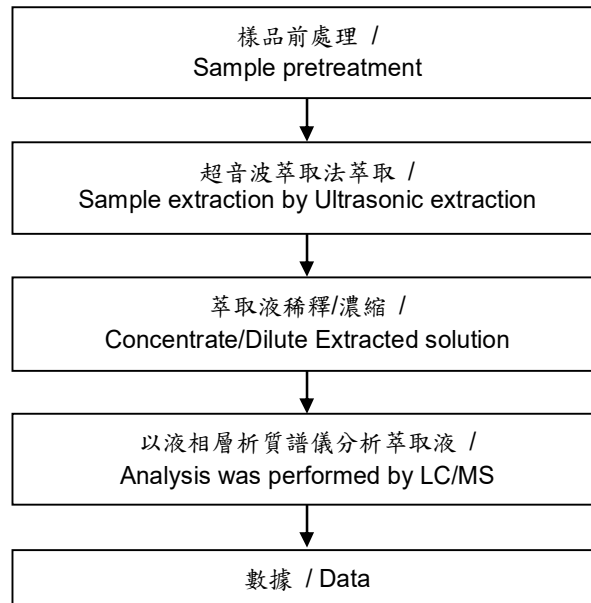 樣品前處理 /
Sample pretreatment
超音波萃取法萃取 /
Sample extraction by Ultrasonic extraction
萃取液稀釋/濃縮 /
Concentrate/Dilute Extracted solution
以液相層析質譜儀分析萃取液 /
Analysis was performed by LC/MS
數據 / Data